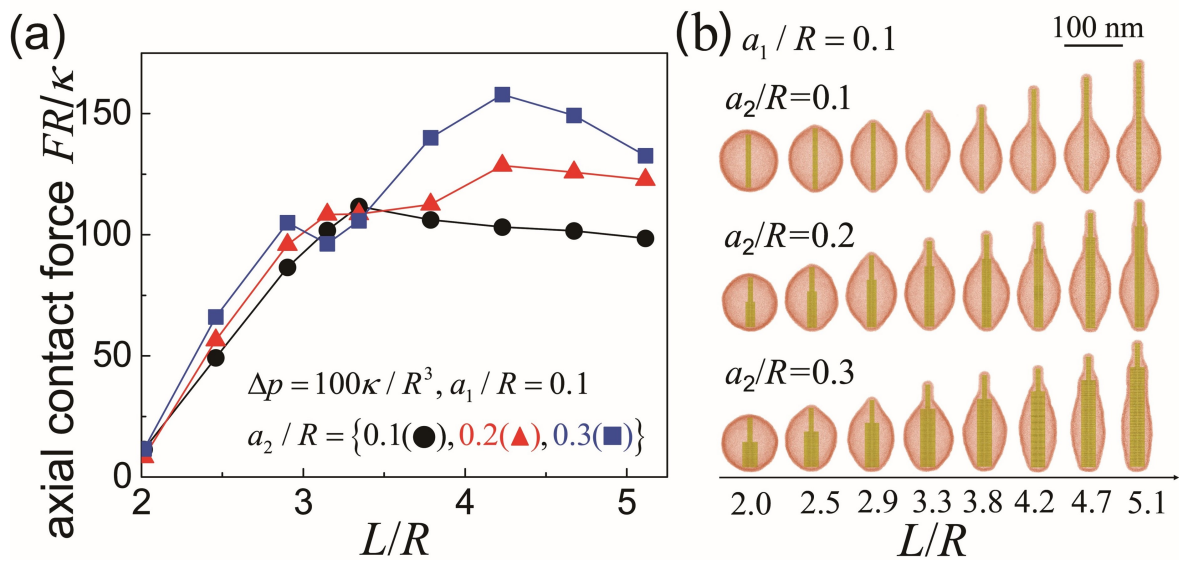 (a)
axial contact force FR/κ
150
100
50
0
2
3
4
5
L/R
Δp = 100κ / R³, a₁ / R = 0.1
a₂ / R = {0.1(●), 0.2(▲), 0.3(■)}
(b)
a₁ / R = 0.1
100 nm
a₂/R=0.1
a₂/R=0.2
a₂/R=0.3
2.0 2.5 2.9 3.3 3.8 4.2 4.7 5.1
L/R